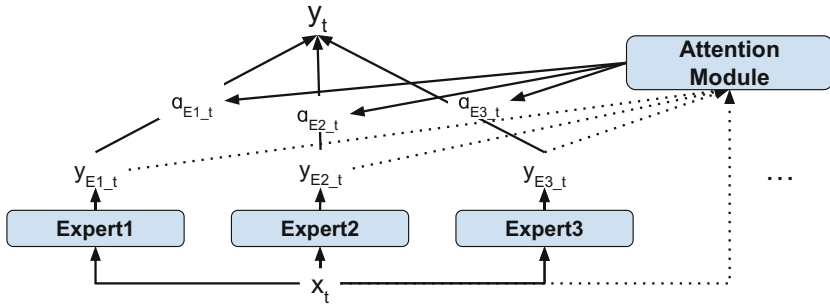 y_t
Attention
Module
α_E1_t
α_E2_t
α_E3_t
y_E1_t
y_E2_t
y_E3_t
...
Expert1
Expert2
Expert3
x_t